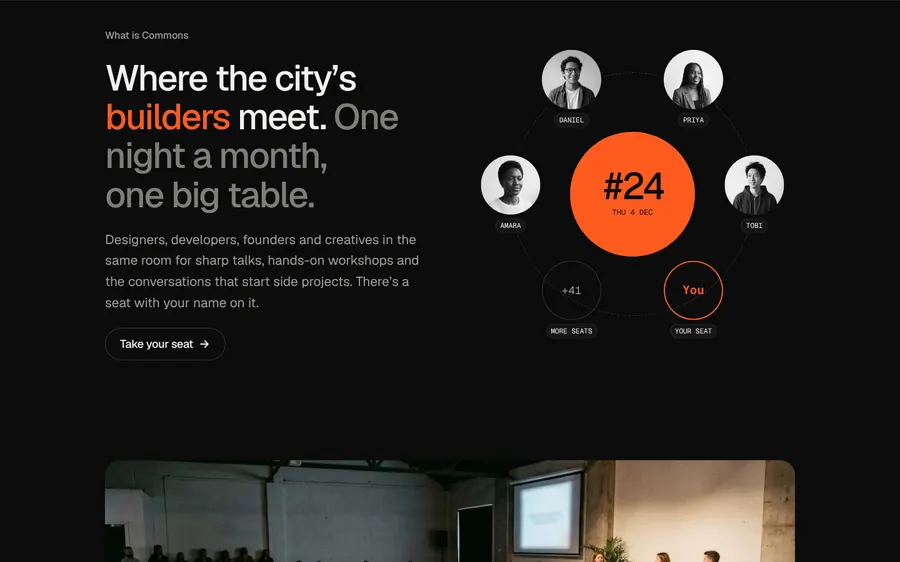 What is Commons
Where the city’s
builders meet. One
night a month,
one big table.
Designers, developers, founders and creatives in the
same room for sharp talks, hands-on workshops and
the conversations that start side projects. There’s a
seat with your name on it.
Take your seat →
DANIEL
PRIYA
#24
THU 4 DEC
AMARA
TOBI
+41
You
MORE SEATS
YOUR SEAT